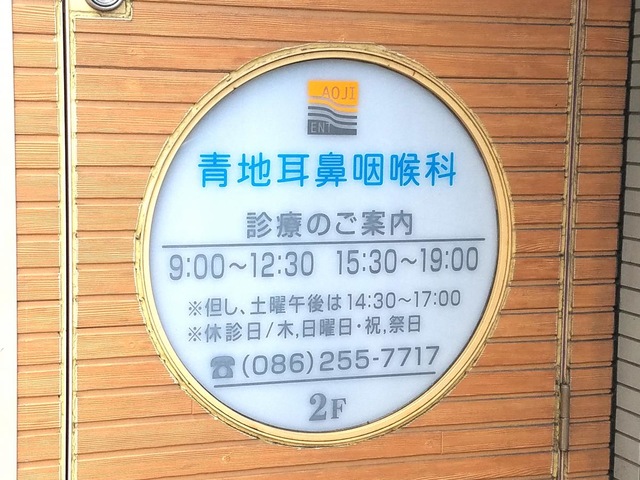 ILOA
ENT
青地耳鼻咽喉科
診療のご案内
9:00～12:30 15:30～19:00
※但し、土曜午後は14:30～17:00
※休診日/木,日曜日・祝,祭日
☎(086)255-7717
2F